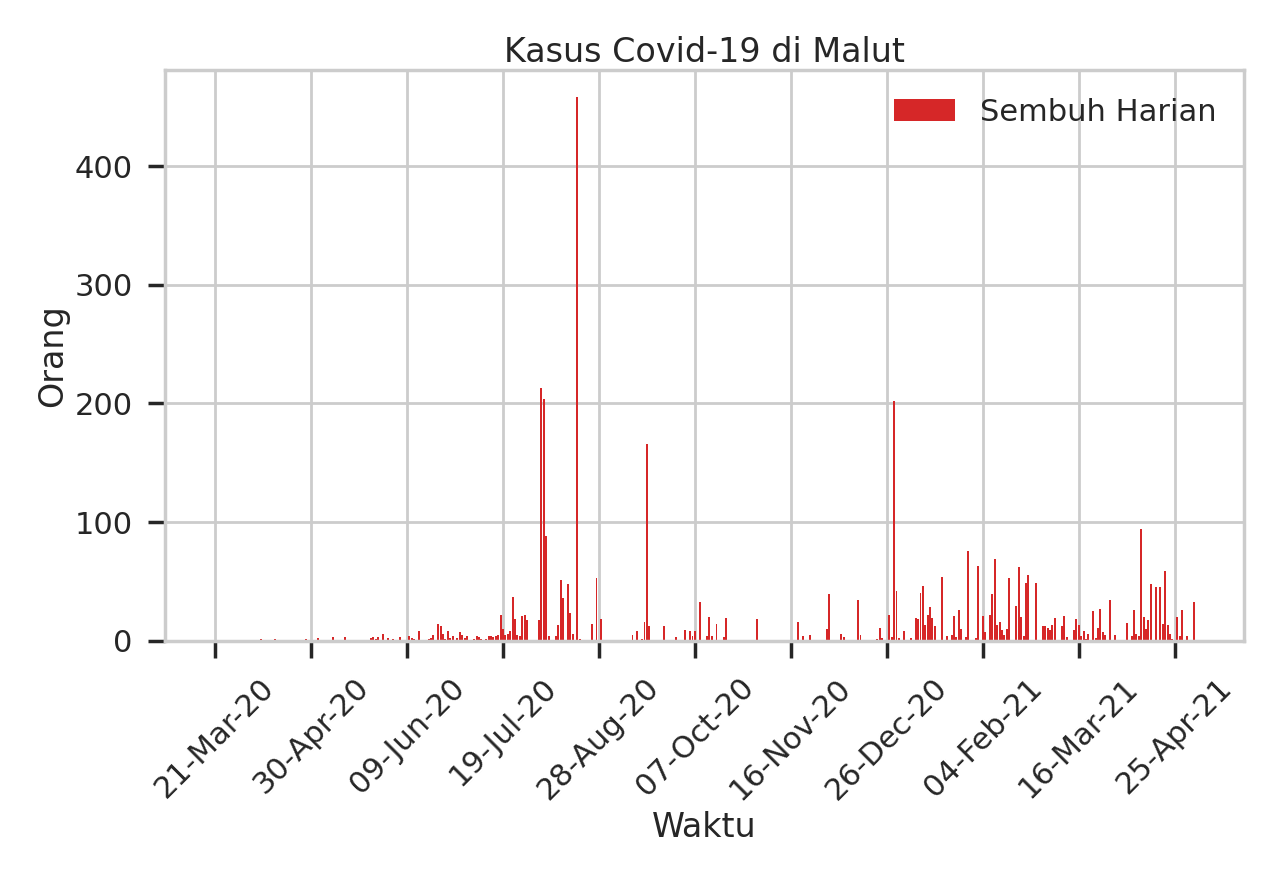 Kasus Covid-19 di Malut
Sembuh Harian
Orang
400
300
200
100
0
21-Mar-20
30-Apr-20
09-Jun-20
19-Jul-20
28-Aug-20
07-Oct-20
16-Nov-20
26-Dec-20
04-Feb-21
16-Mar-21
25-Apr-21
Waktu